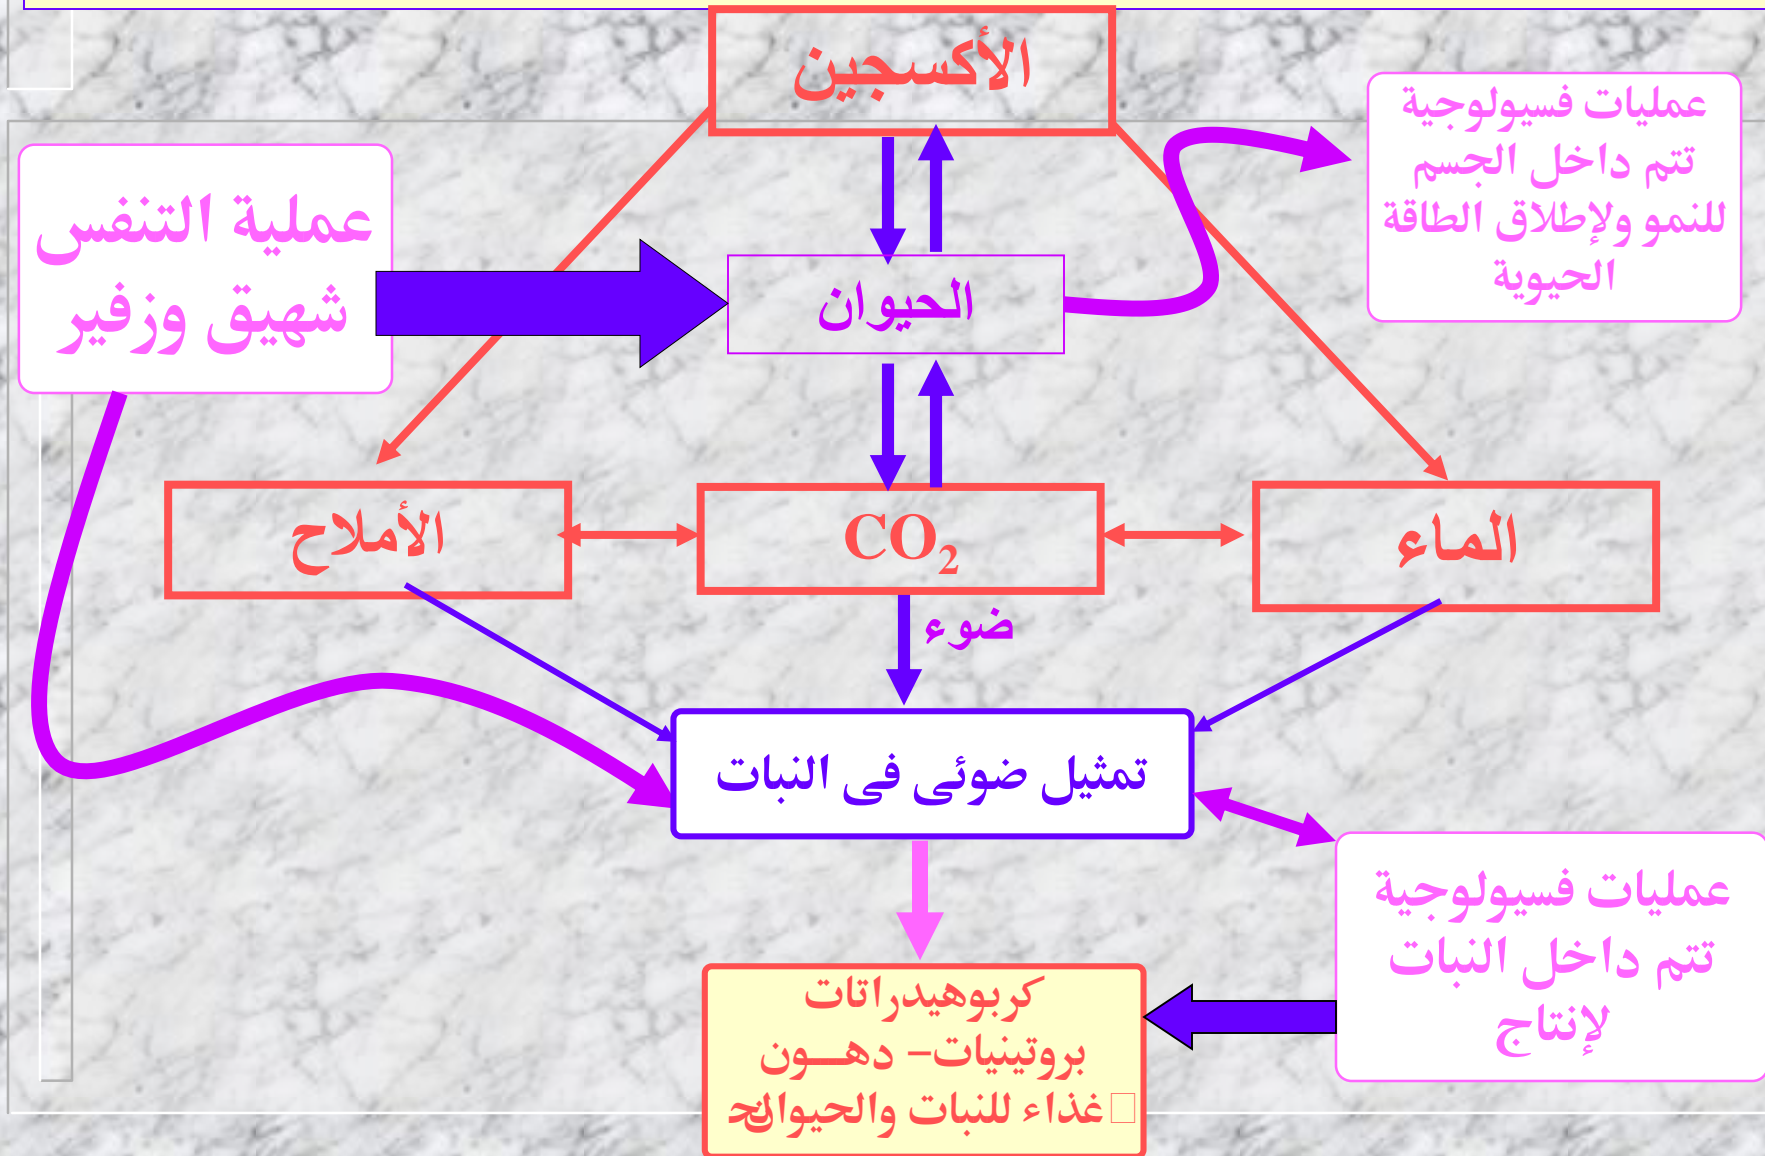 الأكسجين
عمليات فسيولوجية
تتم داخل الجسم
للنمو ولإطلاق الطاقة
الحيوية
عملية التنفس
شهيق وزفير
الحيوان
الماء
CO₂
الأملاح
ضوء
تمثيل ضوئى فى النبات
عمليات فسيولوجية
تتم داخل النبات
لإنتاج
كربوهيدراتات
بروتينيات– دهــون
غذاء للنبات والحيوان